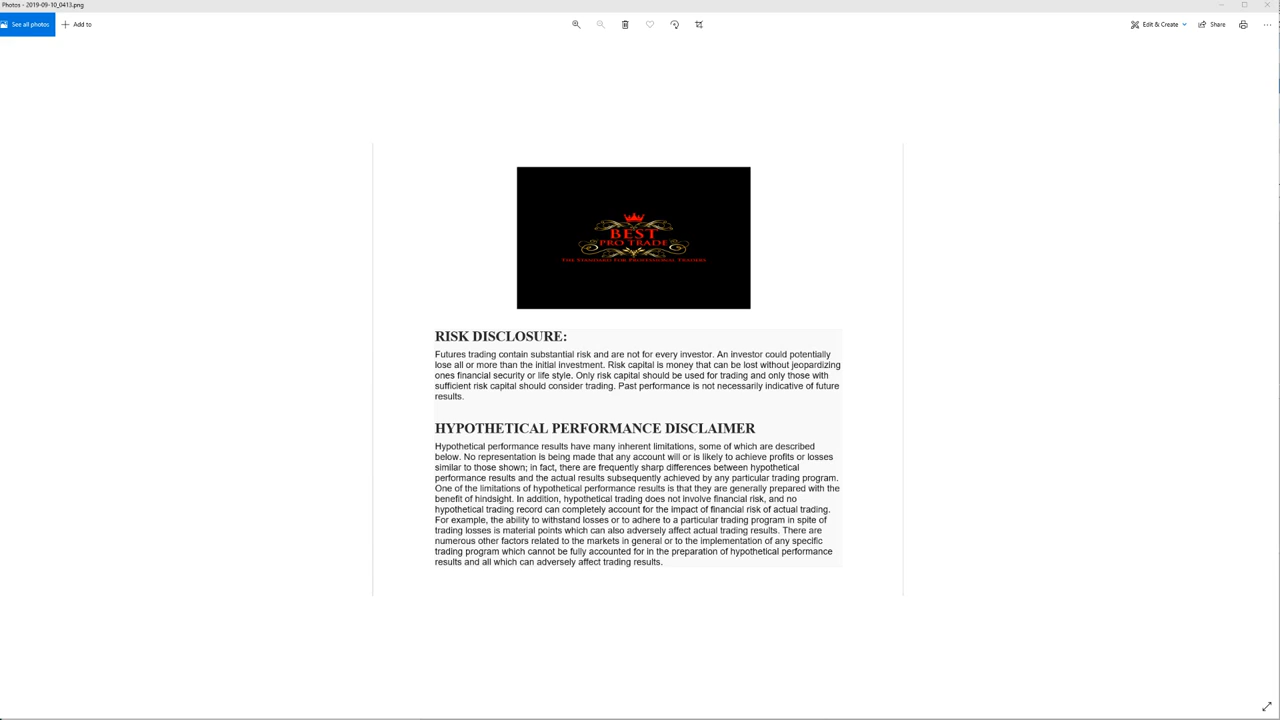 Photos - 2019-09-10_0413.png
See all photos
Add to
Edit & Create
Share
BEST
PRO TRADE
THE STANDARD FOR PROFESSIONAL TRADERS
RISK DISCLOSURE:
Futures trading contain substantial risk and are not for every investor. An investor could potentially
lose all or more than the initial investment. Risk capital is money that can be lost without jeopardizing
ones financial security or life style. Only risk capital should be used for trading and only those with
sufficient risk capital should consider trading. Past performance is not necessarily indicative of future
results.
HYPOTHETICAL PERFORMANCE DISCLAIMER
Hypothetical performance results have many inherent limitations, some of which are described
below. No representation is being made that any account will or is likely to achieve profits or losses
similar to those shown; in fact, there are frequently sharp differences between hypothetical
performance results and the actual results subsequently achieved by any particular trading program.
One of the limitations of hypothetical performance results is that they are generally prepared with the
benefit of hindsight. In addition, hypothetical trading does not involve financial risk, and no
hypothetical trading record can completely account for the impact of financial risk of actual trading.
For example, the ability to withstand losses or to adhere to a particular trading program in spite of
trading losses is material points which can also adversely affect actual trading results. There are
numerous other factors related to the markets in general or to the implementation of any specific
trading program which cannot be fully accounted for in the preparation of hypothetical performance
results and all which can adversely affect trading results.